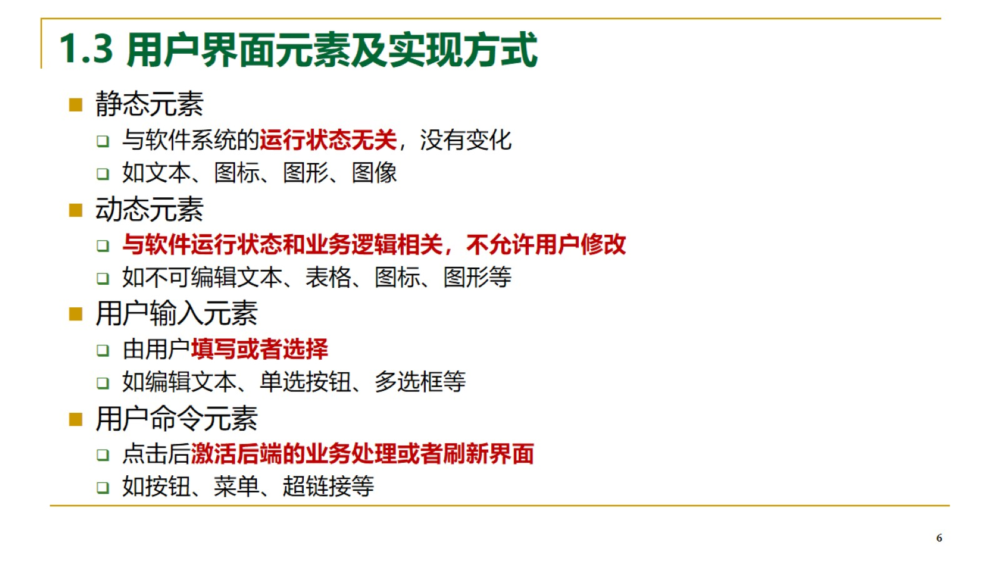 1.3 用户界面元素及实现方式
静态元素
与软件系统的运行状态无关，没有变化
如文本、图标、图形、图像
动态元素
与软件运行状态和业务逻辑相关，不允许用户修改
如不可编辑文本、表格、图标、图形等
用户输入元素
由用户填写或者选择
如编辑文本、单选按钮、多选框等
用户命令元素
点击后激活后端的业务处理或者刷新界面
如按钮、菜单、超链接等
6